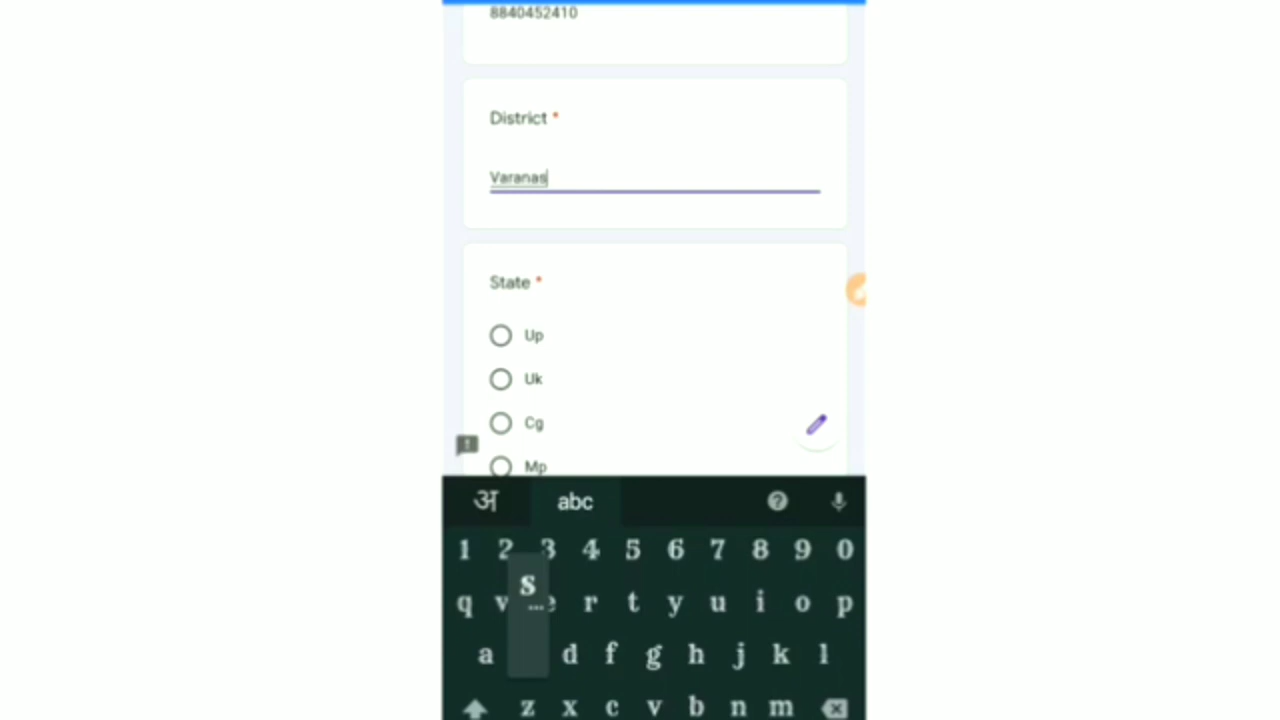 8840452410
District *
Varanas
State *
Up
Uk
Cg
Mp
अ abc
1 2 3 4 5 6 7 8 9 0
s
q e r t y u i o p
a d f g h j k l
z x c v b n m